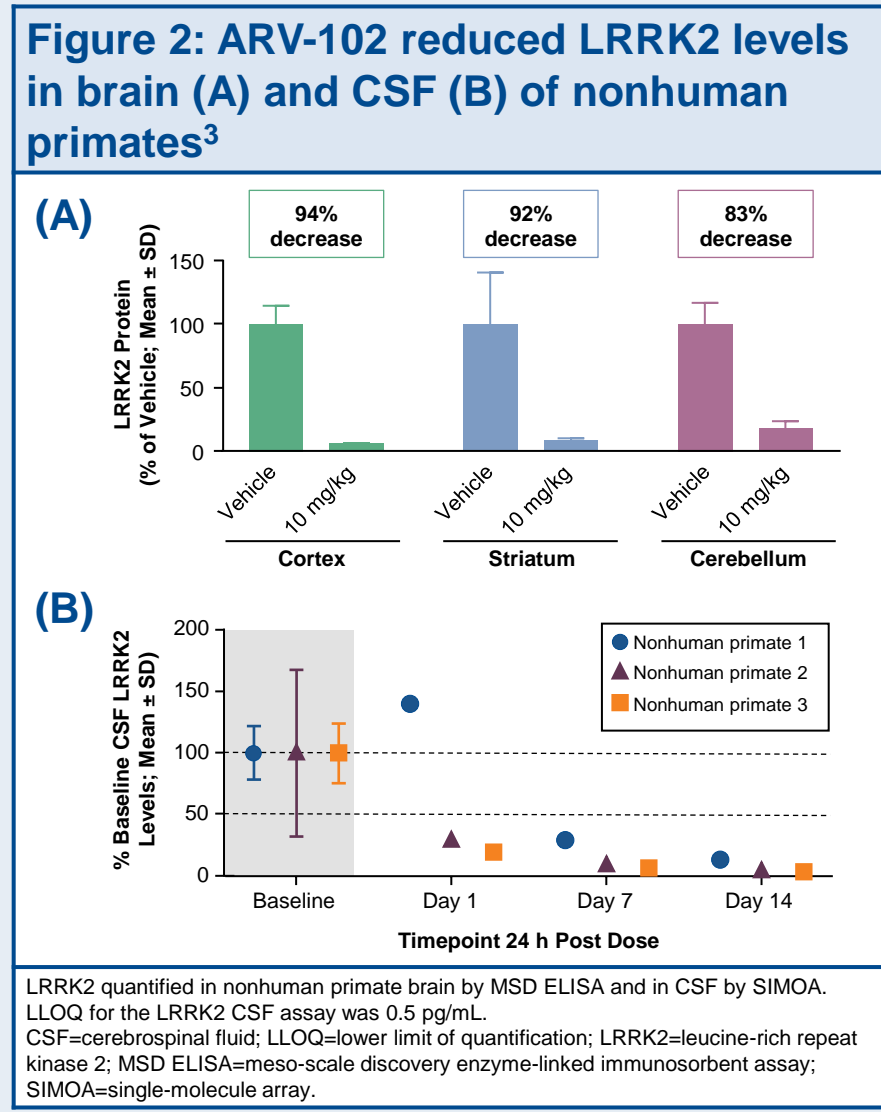 Figure 2: ARV-102 reduced LRRK2 levels
in brain (A) and CSF (B) of nonhuman
primates³
(A)
94%
decrease
92%
decrease
83%
decrease
LRRK2 Protein
(% of Vehicle; Mean ± SD)
150
100
50
0
Vehicle
10 mg/kg
Vehicle
10 mg/kg
Vehicle
10 mg/kg
Cortex
Striatum
Cerebellum
(B)
% Baseline CSF LRRK2
Levels; Mean ± SD)
200
150
100
50
0
Nonhuman primate 1
Nonhuman primate 2
Nonhuman primate 3
Baseline
Day 1
Day 7
Day 14
Timepoint 24 h Post Dose
LRRK2 quantified in nonhuman primate brain by MSD ELISA and in CSF by SIMOA.
LLOQ for the LRRK2 CSF assay was 0.5 pg/mL.
CSF=cerebrospinal fluid; LLOQ=lower limit of quantification; LRRK2=leucine-rich repeat
kinase 2; MSD ELISA=meso-scale discovery enzyme-linked immunosorbent assay;
SIMOA=single-molecule array.